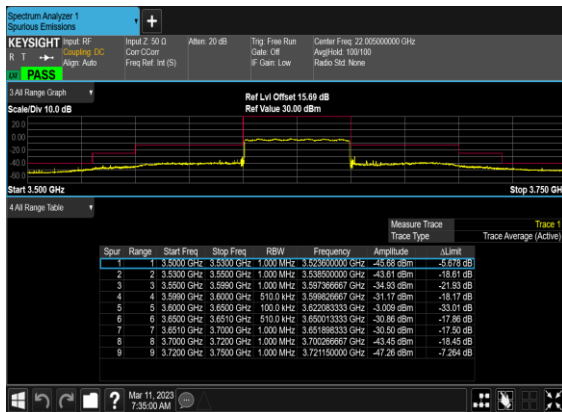 Spectrum Analyzer 1
Spurious Emissions
KEYSIGHT Input: RF Input Z: 50 Ω Atten: 20 dB Trig: Free Run Center Freq: 22.005000000 GHz
R T Coupling: DC Corr CCorr Gate: Off Avg|Hold: 100/100
Align: Auto Freq Ref: Int (S) IF Gain: Low Radio Std: None
PASS
3 All Range Graph
Ref Lvl Offset 15.69 dB
Scale/Div 10.0 dB Ref Value 30.00 dBm
20.0
0.00
-20.0
-40.0
-60.0
Start 3.500 GHz Stop 3.750 GH
4 All Range Table
Measure Trace Trace 1
Trace Type Trace Average (Active)
Spur Range Start Freq Stop Freq RBW Frequency Amplitude ΔLimit
1 1 3.5000 GHz 3.5300 GHz 1.000 MHz 3.523600000 GHz -45.68 dBm -5.678 dB
2 2 3.5300 GHz 3.5500 GHz 1.000 MHz 3.538500000 GHz -43.61 dBm -18.61 dB
3 3 3.5500 GHz 3.5990 GHz 1.000 MHz 3.597366667 GHz -34.93 dBm -21.93 dB
4 4 3.5990 GHz 3.6000 GHz 510.0 kHz 3.599826667 GHz -31.17 dBm -18.17 dB
5 5 3.6000 GHz 3.6500 GHz 100.0 kHz 3.622083333 GHz -3.009 dBm -33.01 dB
6 6 3.6500 GHz 3.6510 GHz 510.0 kHz 3.650013333 GHz -30.86 dBm -17.86 dB
7 7 3.6510 GHz 3.7000 GHz 1.000 MHz 3.651898333 GHz -30.50 dBm -17.50 dB
8 8 3.7000 GHz 3.7200 GHz 1.000 MHz 3.700266667 GHz -43.45 dBm -18.45 dB
9 9 3.7200 GHz 3.7500 GHz 1.000 MHz 3.721150000 GHz -47.26 dBm -7.264 dB
? Mar 11, 2023
7:35:00 AM